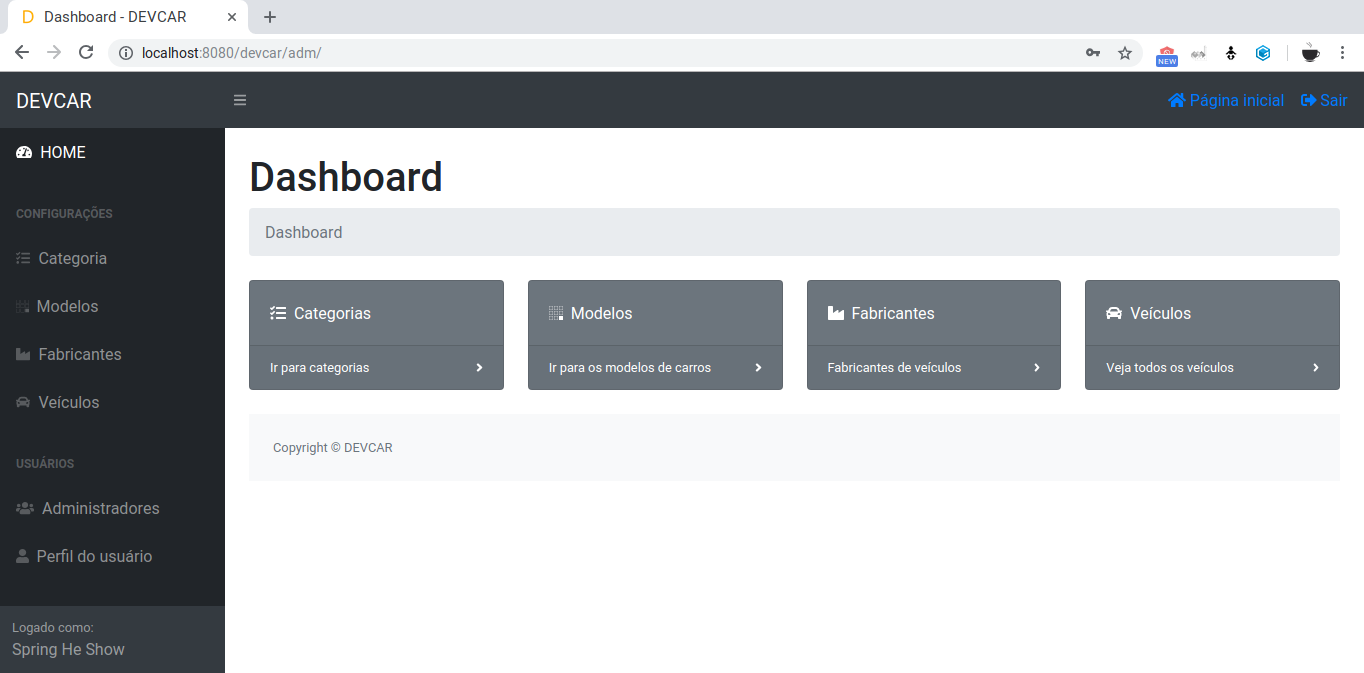 Dashboard - DEVCAR
localhost:8080/devcar/adm/
NEW
DEVCAR
Página inicial
Sair
HOME
CONFIGURAÇÕES
Categoria
Modelos
Fabricantes
Veículos
USUÁRIOS
Administradores
Perfil do usuário
Logado como:
Spring He Show
Dashboard
Dashboard
Categorias
Ir para categorias
Modelos
Ir para os modelos de carros
Fabricantes
Fabricantes de veículos
Veículos
Veja todos os veículos
Copyright © DEVCAR